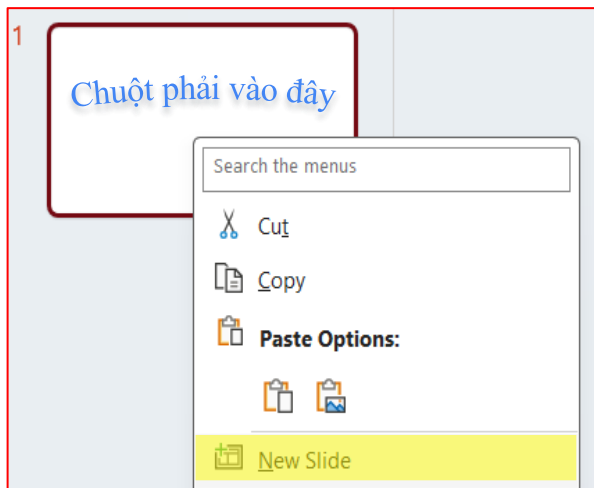 1
Chuột phải vào đây
Search the menus
Cut
Copy
Paste Options:
New Slide